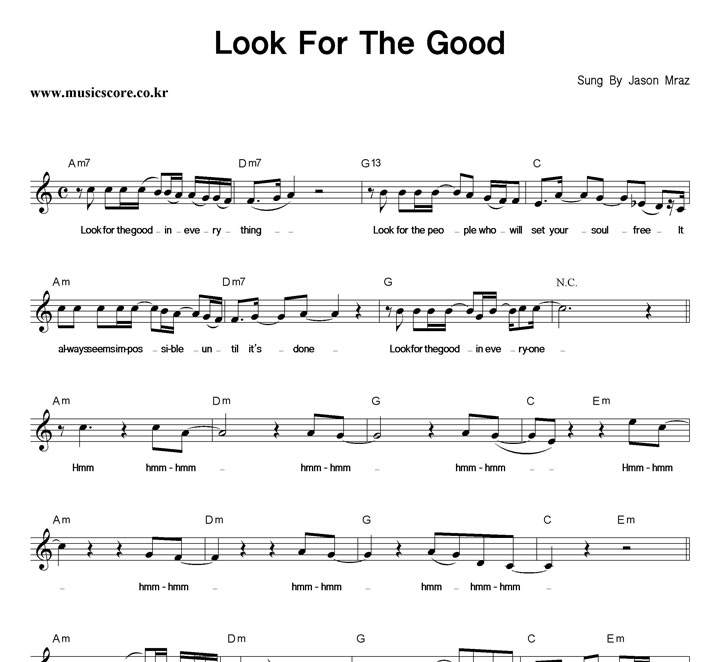 Look For The Good
Sung By Jason Mraz
www.musicscore.co.kr
Am7 Dm7 G13 C
Look for the good in eve ry thing Look for the peo ple who will set your soul free It
Am Dm7 G N.C.
always seems im-pos si-ble un til it's done Look for the good in eve ry-one
Am Dm G C Em
Hmm hmm-hmm hmm-hmm hmm-hmm Hmm-hmm
Am Dm G C Em
hmm-hmm hmm-hmm hmm hmm-hmm
Am Dm G C Em